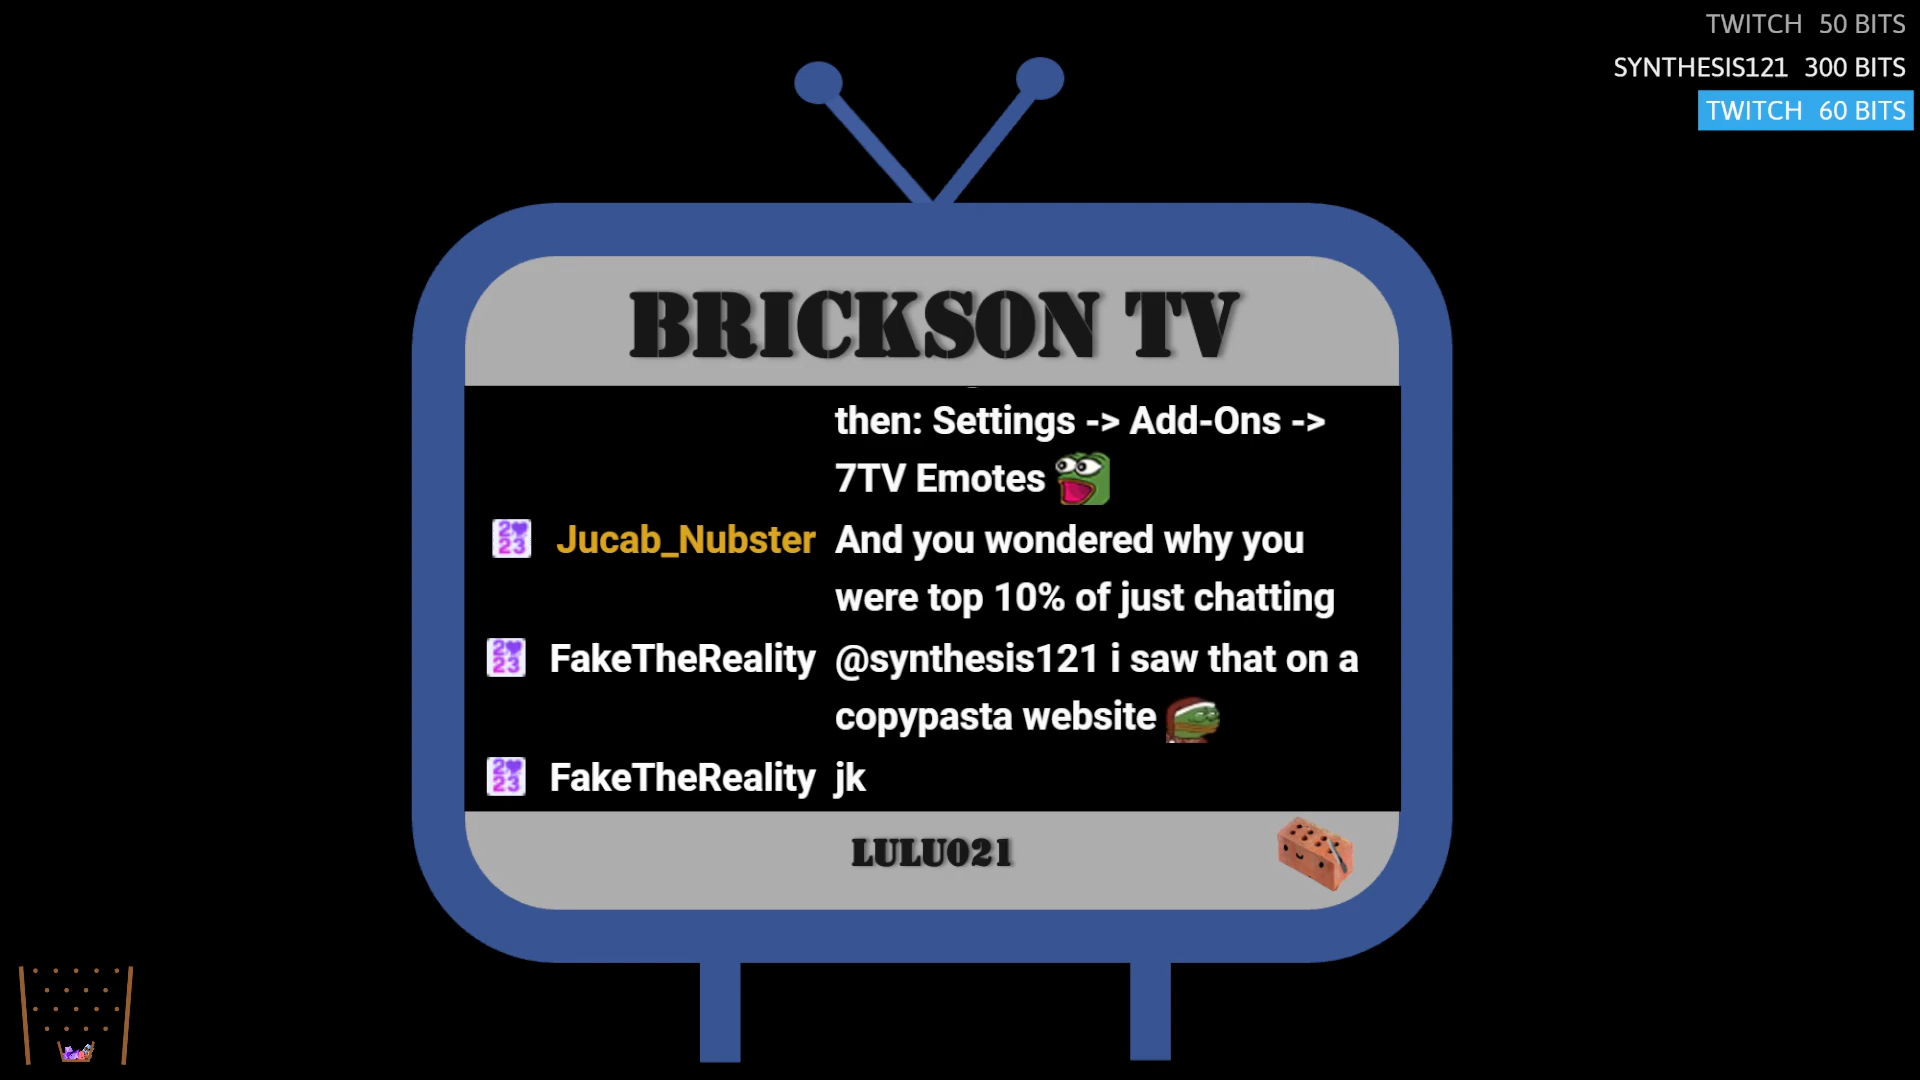 TWITCH 50 BITS
SYNTHESIS121 300 BITS
TWITCH 60 BITS
BRICKSON TV
then: Settings -> Add-Ons ->
7TV Emotes
Jucab_Nubster And you wondered why you
were top 10% of just chatting
FakeTheReality @synthesis121 i saw that on a
copypasta website
FakeTheReality jk
LULU021